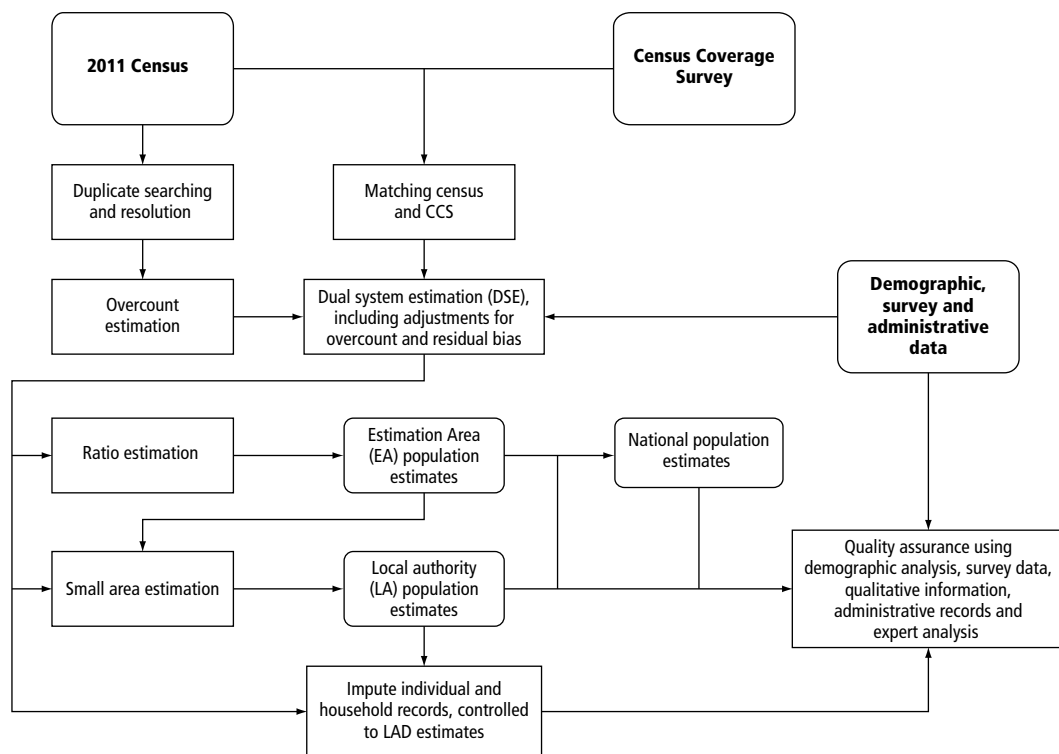 2011 Census
Census Coverage
Survey
Duplicate searching
and resolution
Matching census
and CCS
Overcount
estimation
Dual system estimation (DSE),
including adjustments for
overcount and residual bias
Demographic,
survey and
administrative
data
Ratio estimation
Estimation Area
(EA) population
estimates
National population
estimates
Small area estimation
Local authority
(LA) population
estimates
Quality assurance using
demographic analysis, survey data,
qualitative information,
administrative records and
expert analysis
Impute individual and
household records, controlled
to LAD estimates